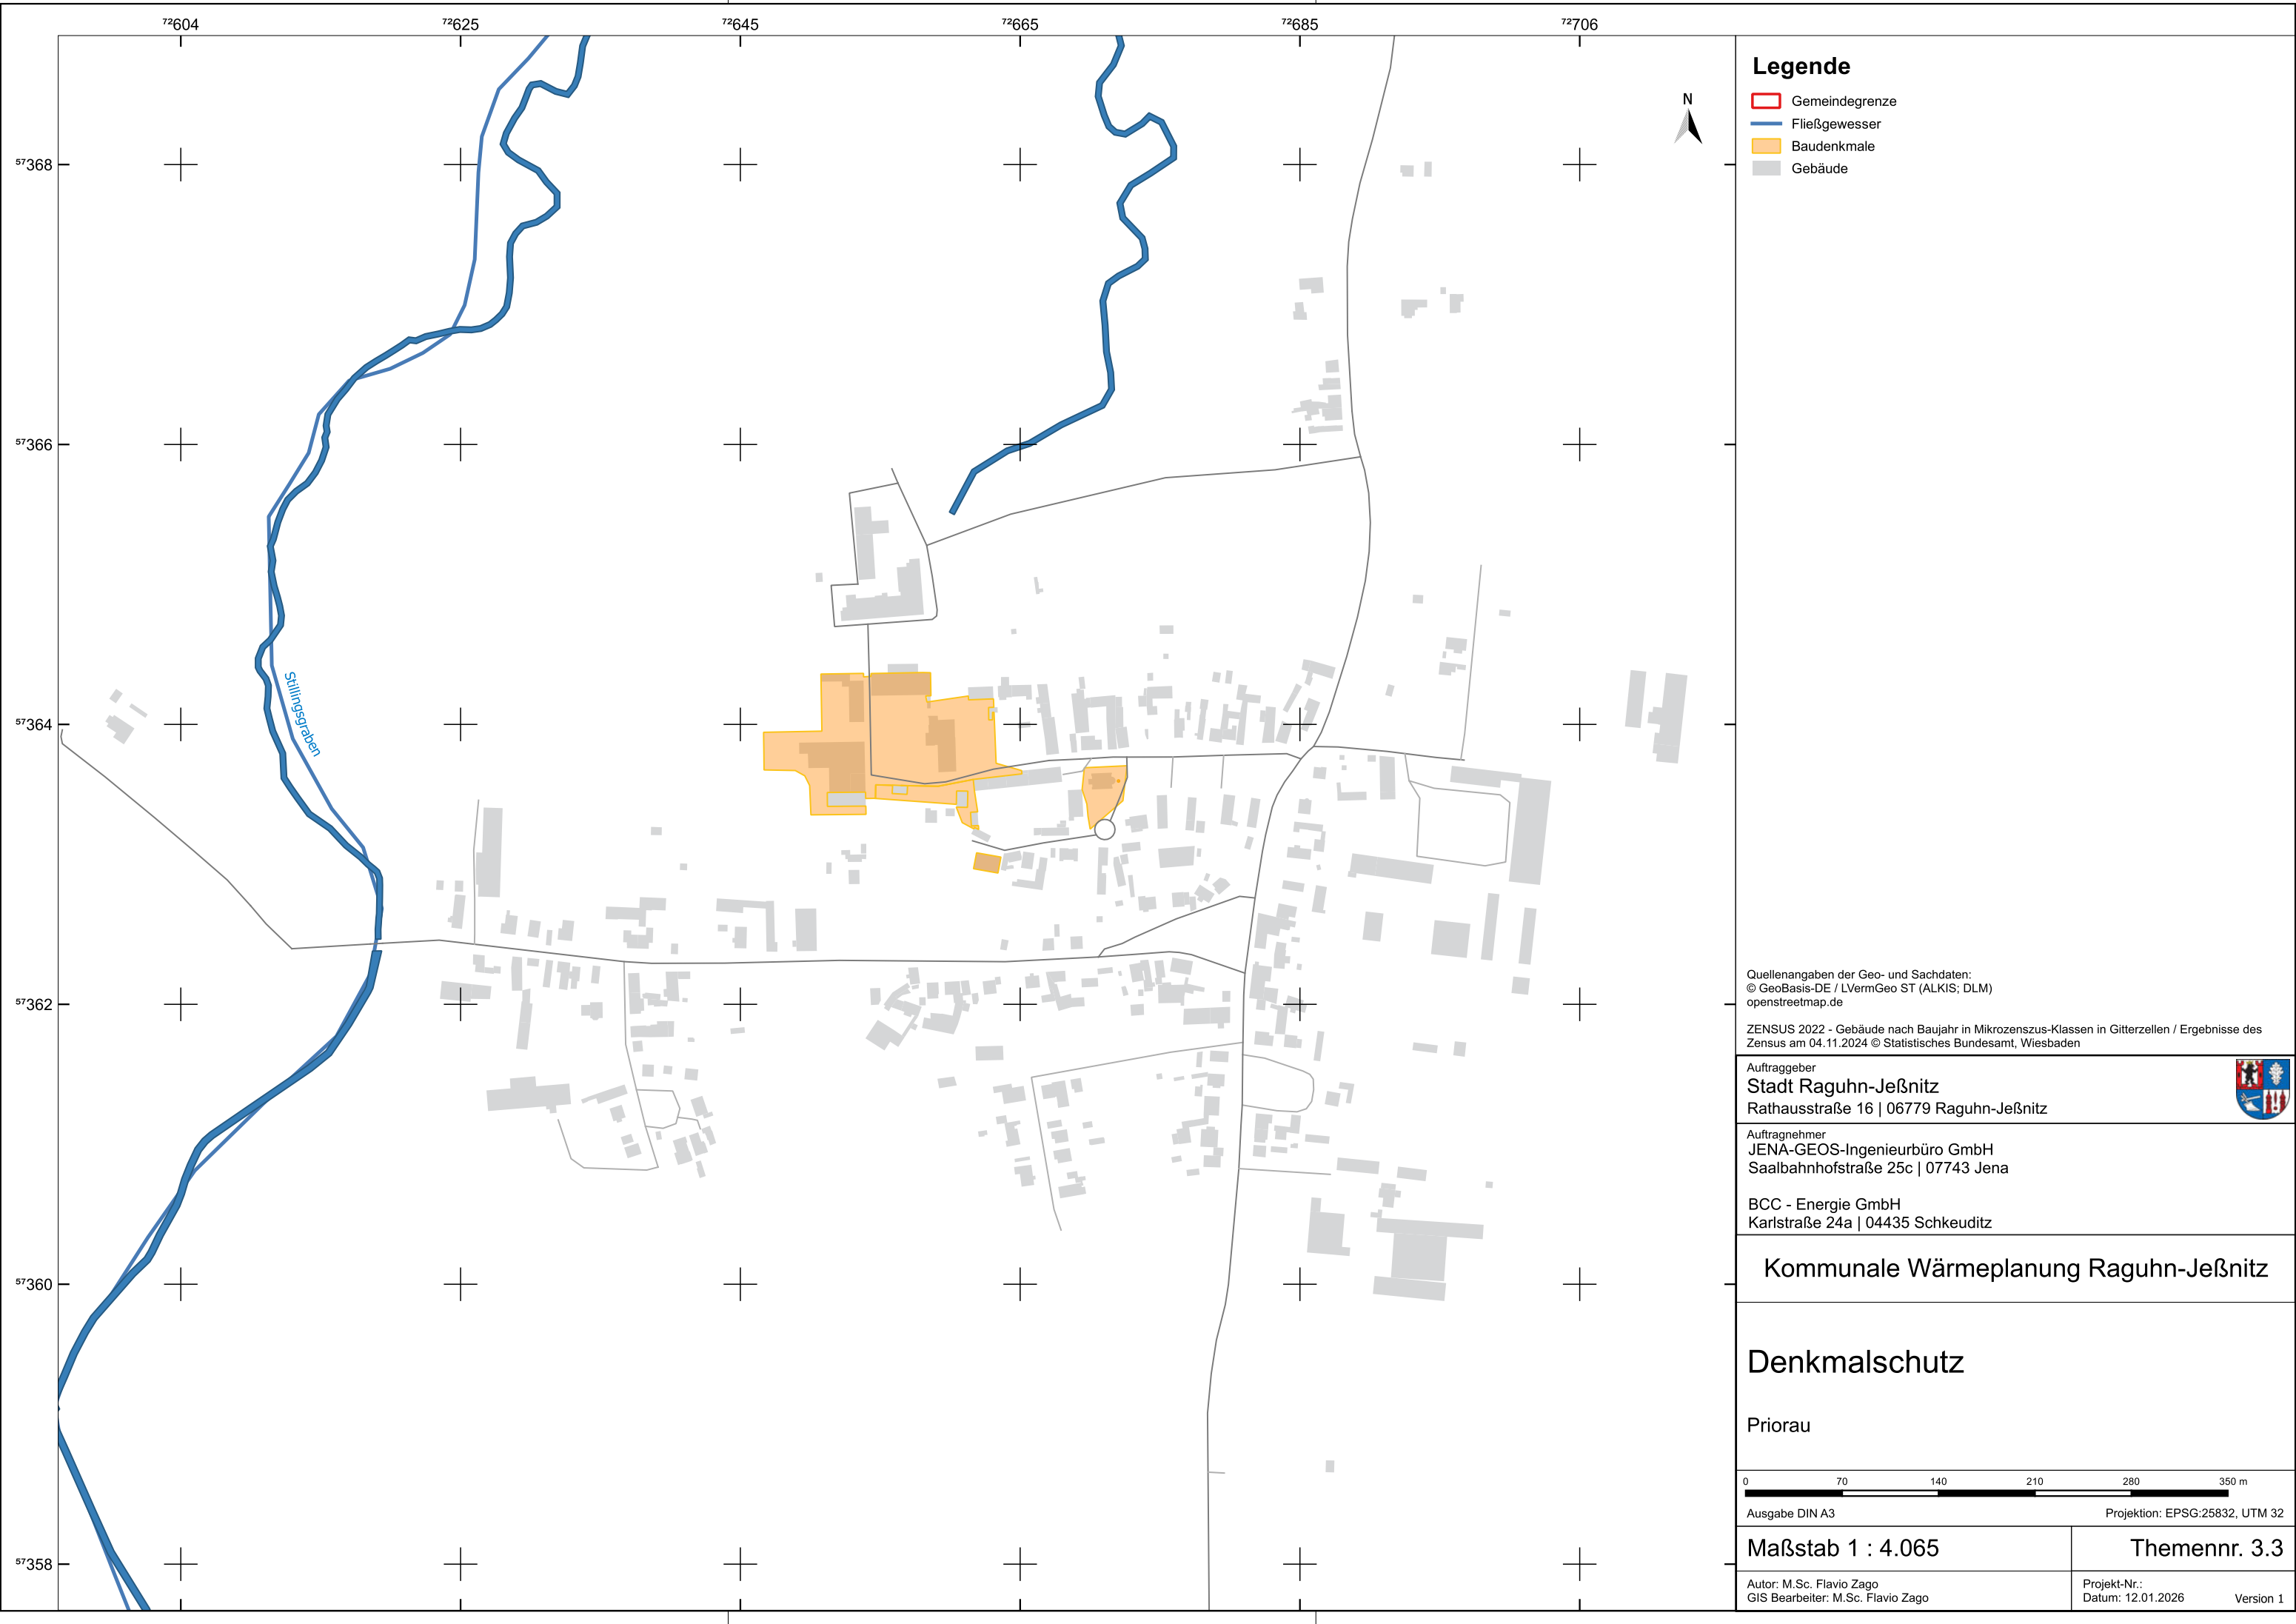 ⁷²604
⁷²625
⁷²645
⁷²665
⁷²685
⁷²706
⁵⁷368
⁵⁷366
⁵⁷364
⁵⁷362
⁵⁷360
⁵⁷358
N
Stillingsgraben
Legende
Gemeindegrenze
Fließgewesser
Baudenkmale
Gebäude
Quellenangaben der Geo- und Sachdaten:
© GeoBasis-DE / LVermGeo ST (ALKIS; DLM)
openstreetmap.de
ZENSUS 2022 - Gebäude nach Baujahr in Mikrozenszus-Klassen in Gitterzellen / Ergebnisse des
Zensus am 04.11.2024 © Statistisches Bundesamt, Wiesbaden
Auftraggeber
Stadt Raguhn-Jeßnitz
Rathausstraße 16 | 06779 Raguhn-Jeßnitz
Auftragnehmer
JENA-GEOS-Ingenieurbüro GmbH
Saalbahnhofstraße 25c | 07743 Jena
BCC - Energie GmbH
Karlstraße 24a | 04435 Schkeuditz
Kommunale Wärmeplanung Raguhn-Jeßnitz
Denkmalschutz
Priorau
0 70 140 210 280 350 m
Ausgabe DIN A3 Projektion: EPSG:25832, UTM 32
Maßstab 1 : 4.065 Themennr. 3.3
Autor: M.Sc. Flavio Zago
GIS Bearbeiter: M.Sc. Flavio Zago
Projekt-Nr.:
Datum: 12.01.2026 Version 1